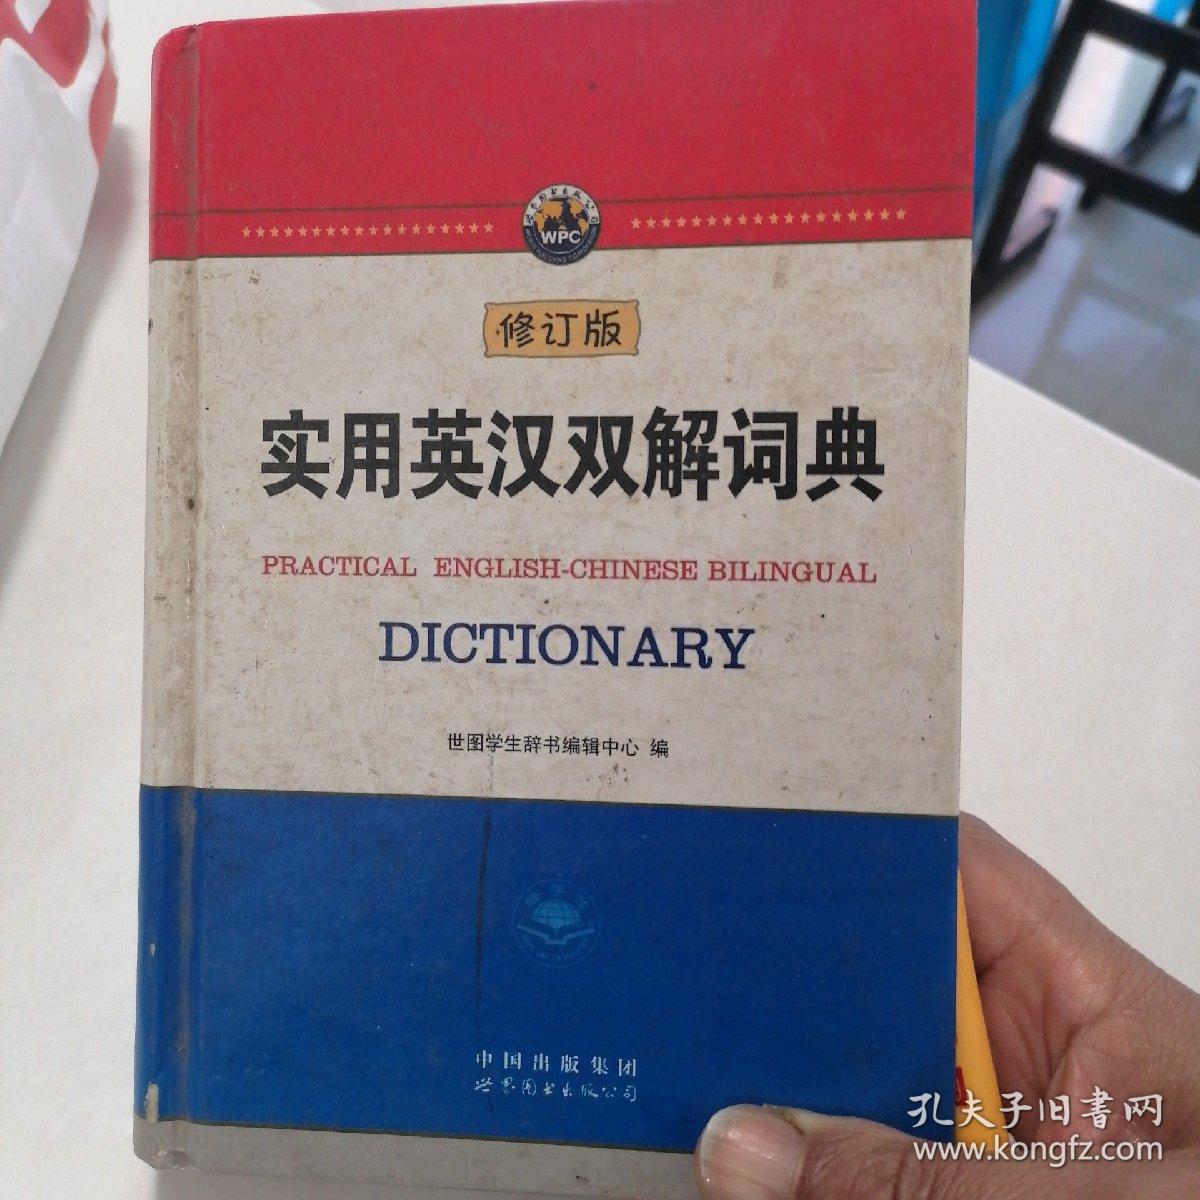 WPC
修订版
实用英汉双解词典
PRACTICAL ENGLISH-CHINESE BILINGUAL
DICTIONARY
世图学生辞书编辑中心 编
中国出版集团
世界图书出版公司
孔夫子旧書网
www.kongfz.com